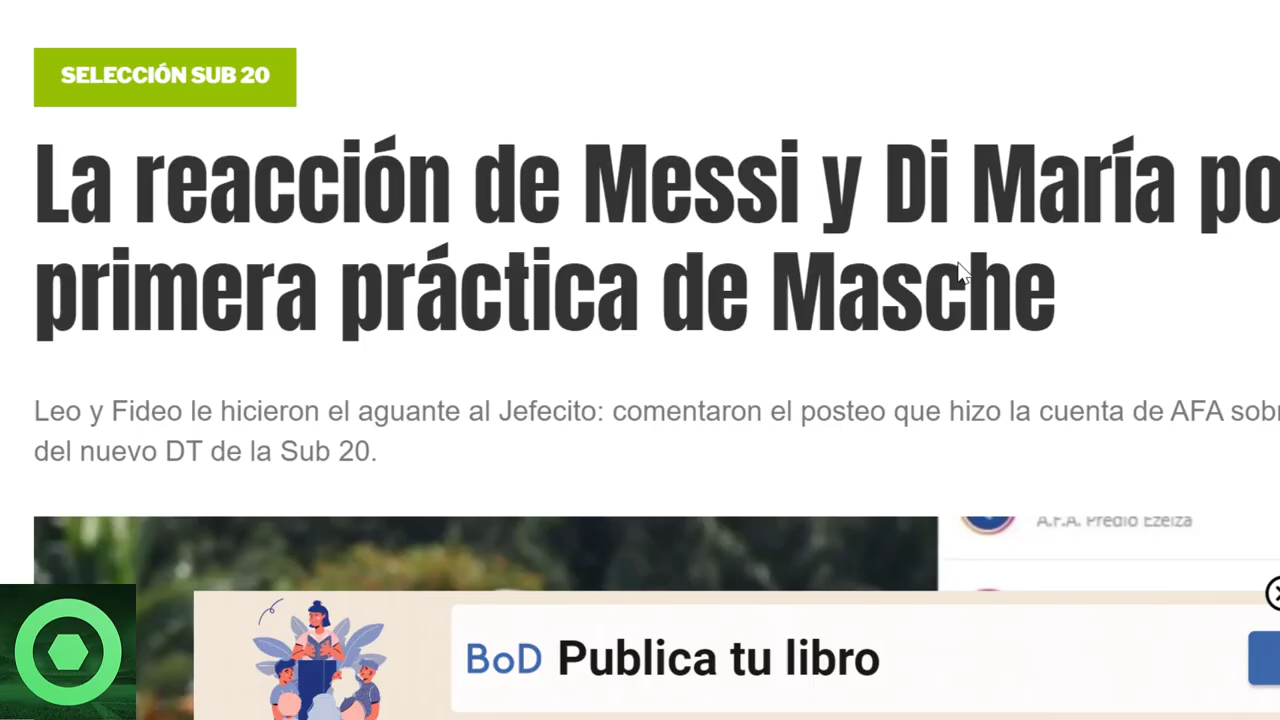 SELECCIÓN SUB 20
La reacción de Messi y Di María po
primera práctica de Masche
Leo y Fideo le hicieron el aguante al Jefecito: comentaron el posteo que hizo la cuenta de AFA sobr
del nuevo DT de la Sub 20.
A.F.A. Predio Ezeiza
BoD Publica tu libro